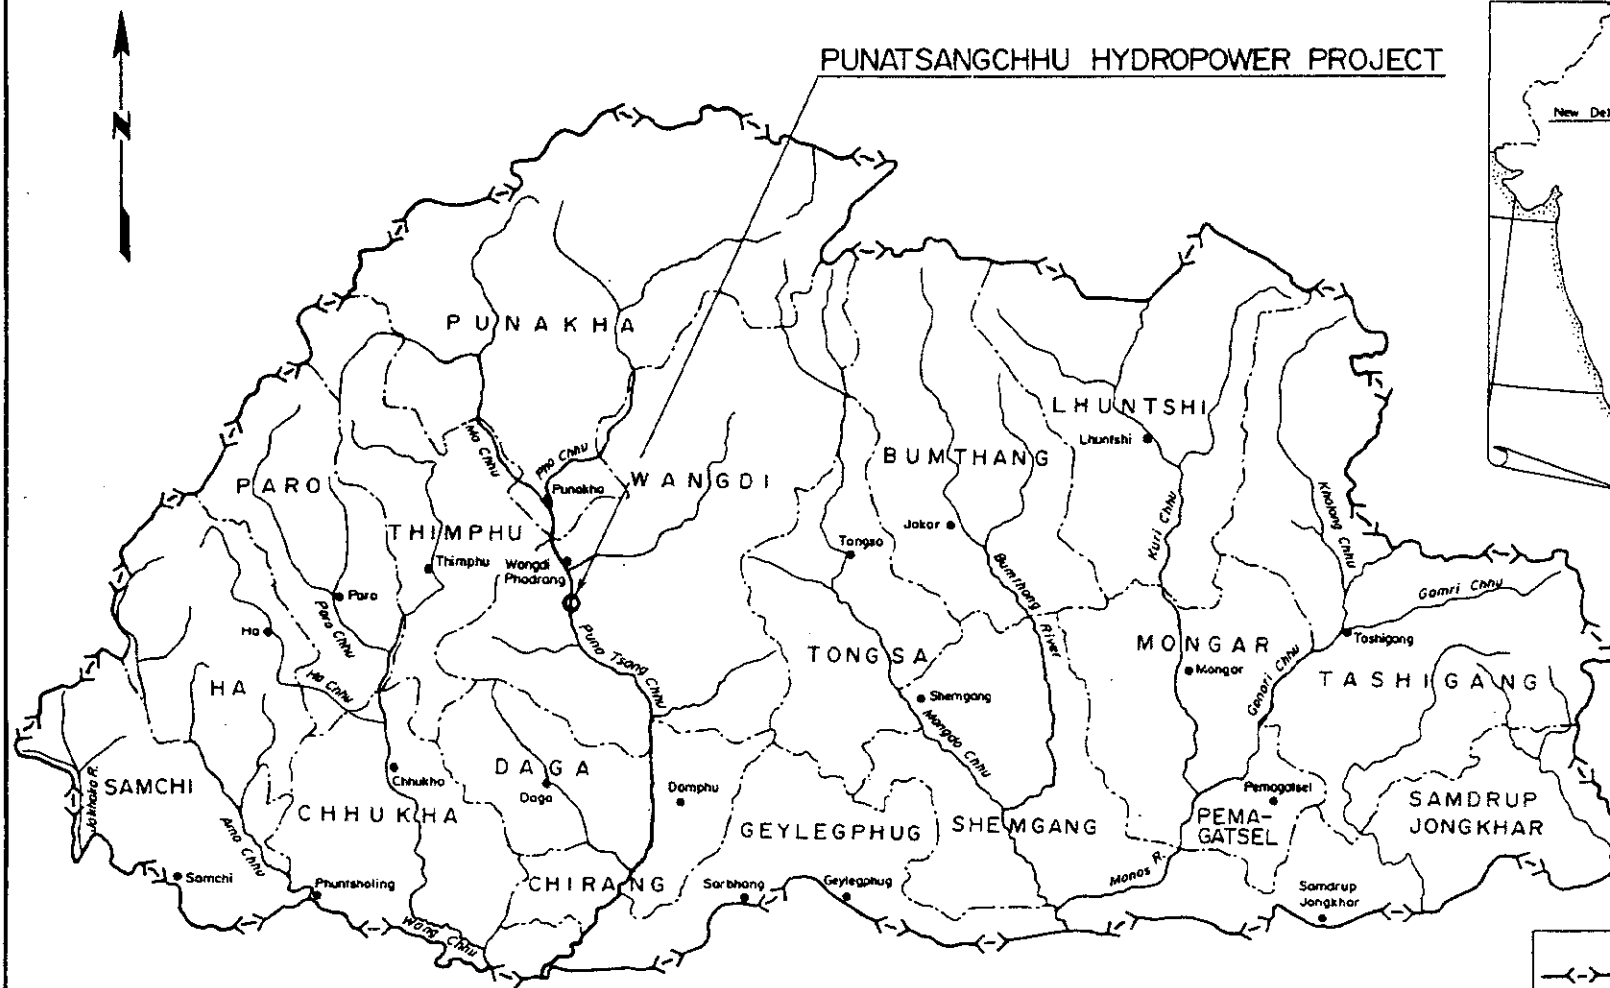 PUNATSANGCHHU HYDROPOWER PROJECT
N
New Del
PUNAKHA
LHUNTSHI
Lhuntshi
Mo Chhu
Pho Chhu
BUMTHANG
WANGDI
PARO
Punakha
Kuri Chhu
Kholong Chhu
THIMPHU
Jakar
Tongsa
Thimphu
Wangdi
Phodrang
Bumthang River
Gamri Chhu
Paro
Paro Chhu
Ha
Puna Tsang Chhu
Tashigang
MONGAR
TONGSA
Mongar
Gonari Chhu
TASHIGANG
HA
Ha Chhu
Shemgang
Mangdo Chhu
DAGA
Chhukha
Daga
Damphu
Pemagatsel
SAMCHI
Jakhako R.
CHHUKHA
Amo Chhu
GEYLEGPHUG
SHEMGANG
PEMA-
GATSEL
SAMDRUP
JONGKHAR
Samchi
Phuntsholing
CHIRANG
Sarbhang
Geylegphug
Manas R.
Samdrup
Jongkhar
Wang Chhu